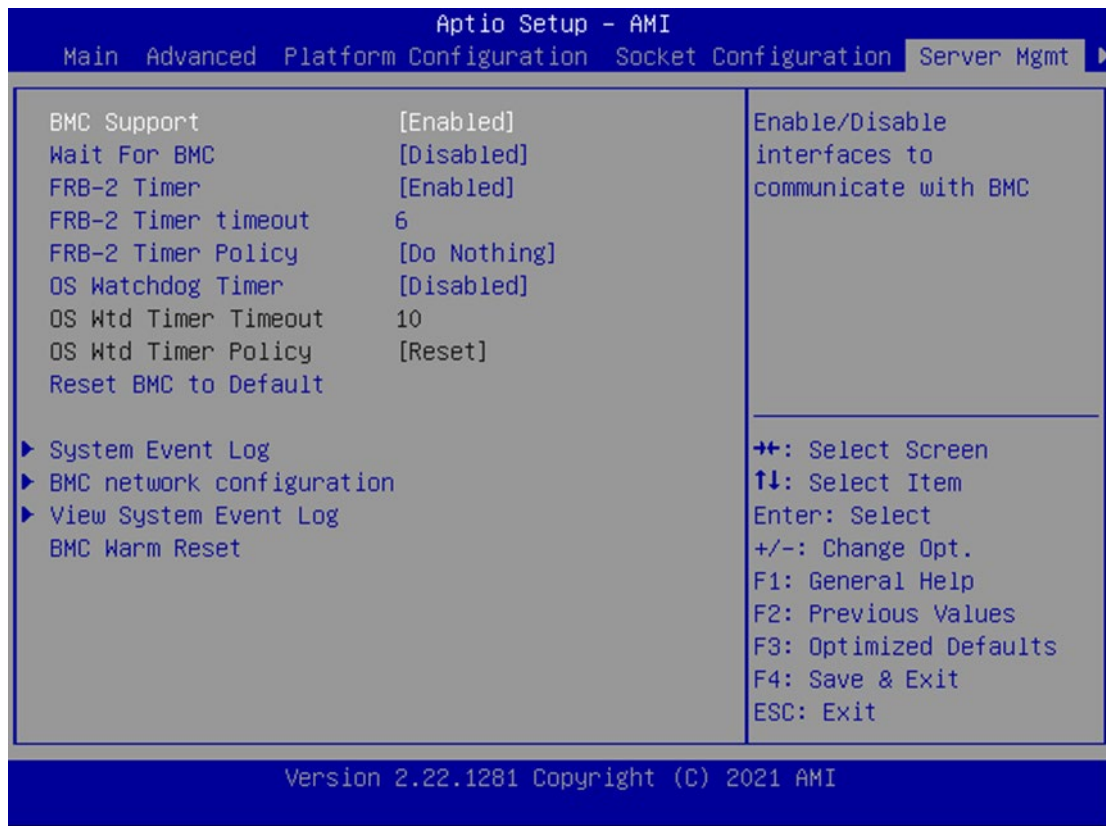 Aptio Setup – AMI
Main Advanced Platform Configuration Socket Configuration Server Mgmt
BMC Support [Enabled]
Wait For BMC [Disabled]
FRB-2 Timer [Enabled]
FRB-2 Timer timeout 6
FRB-2 Timer Policy [Do Nothing]
OS Watchdog Timer [Disabled]
OS Wtd Timer Timeout 10
OS Wtd Timer Policy [Reset]
Reset BMC to Default
System Event Log
BMC network configuration
View System Event Log
BMC Warm Reset
Enable/Disable
interfaces to
communicate with BMC
→←: Select Screen
↑↓: Select Item
Enter: Select
+/-: Change Opt.
F1: General Help
F2: Previous Values
F3: Optimized Defaults
F4: Save & Exit
ESC: Exit
Version 2.22.1281 Copyright (C) 2021 AMI